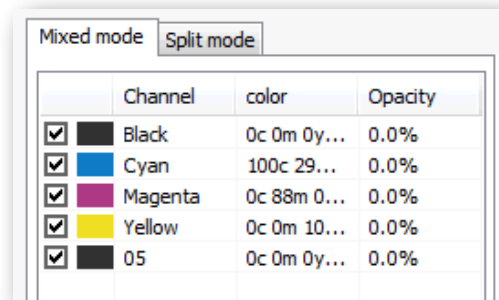 Mixed mode Split mode
Channel color Opacity
Black 0c 0m 0y... 0.0%
Cyan 100c 29... 0.0%
Magenta 0c 88m 0... 0.0%
Yellow 0c 0m 10... 0.0%
05 0c 0m 0y... 0.0%